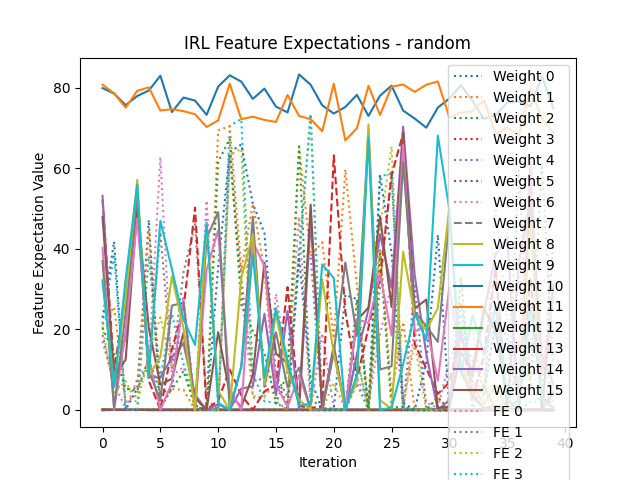 IRL Feature Expectations - random
Feature Expectation Value
80
60
40
20
0
0
5
10
15
20
25
30
35
40
Iteration
Weight 0
Weight 1
Weight 2
Weight 3
Weight 4
Weight 5
Weight 6
Weight 7
Weight 8
Weight 9
Weight 10
Weight 11
Weight 12
Weight 13
Weight 14
Weight 15
FE 0
FE 1
FE 2
FE 3